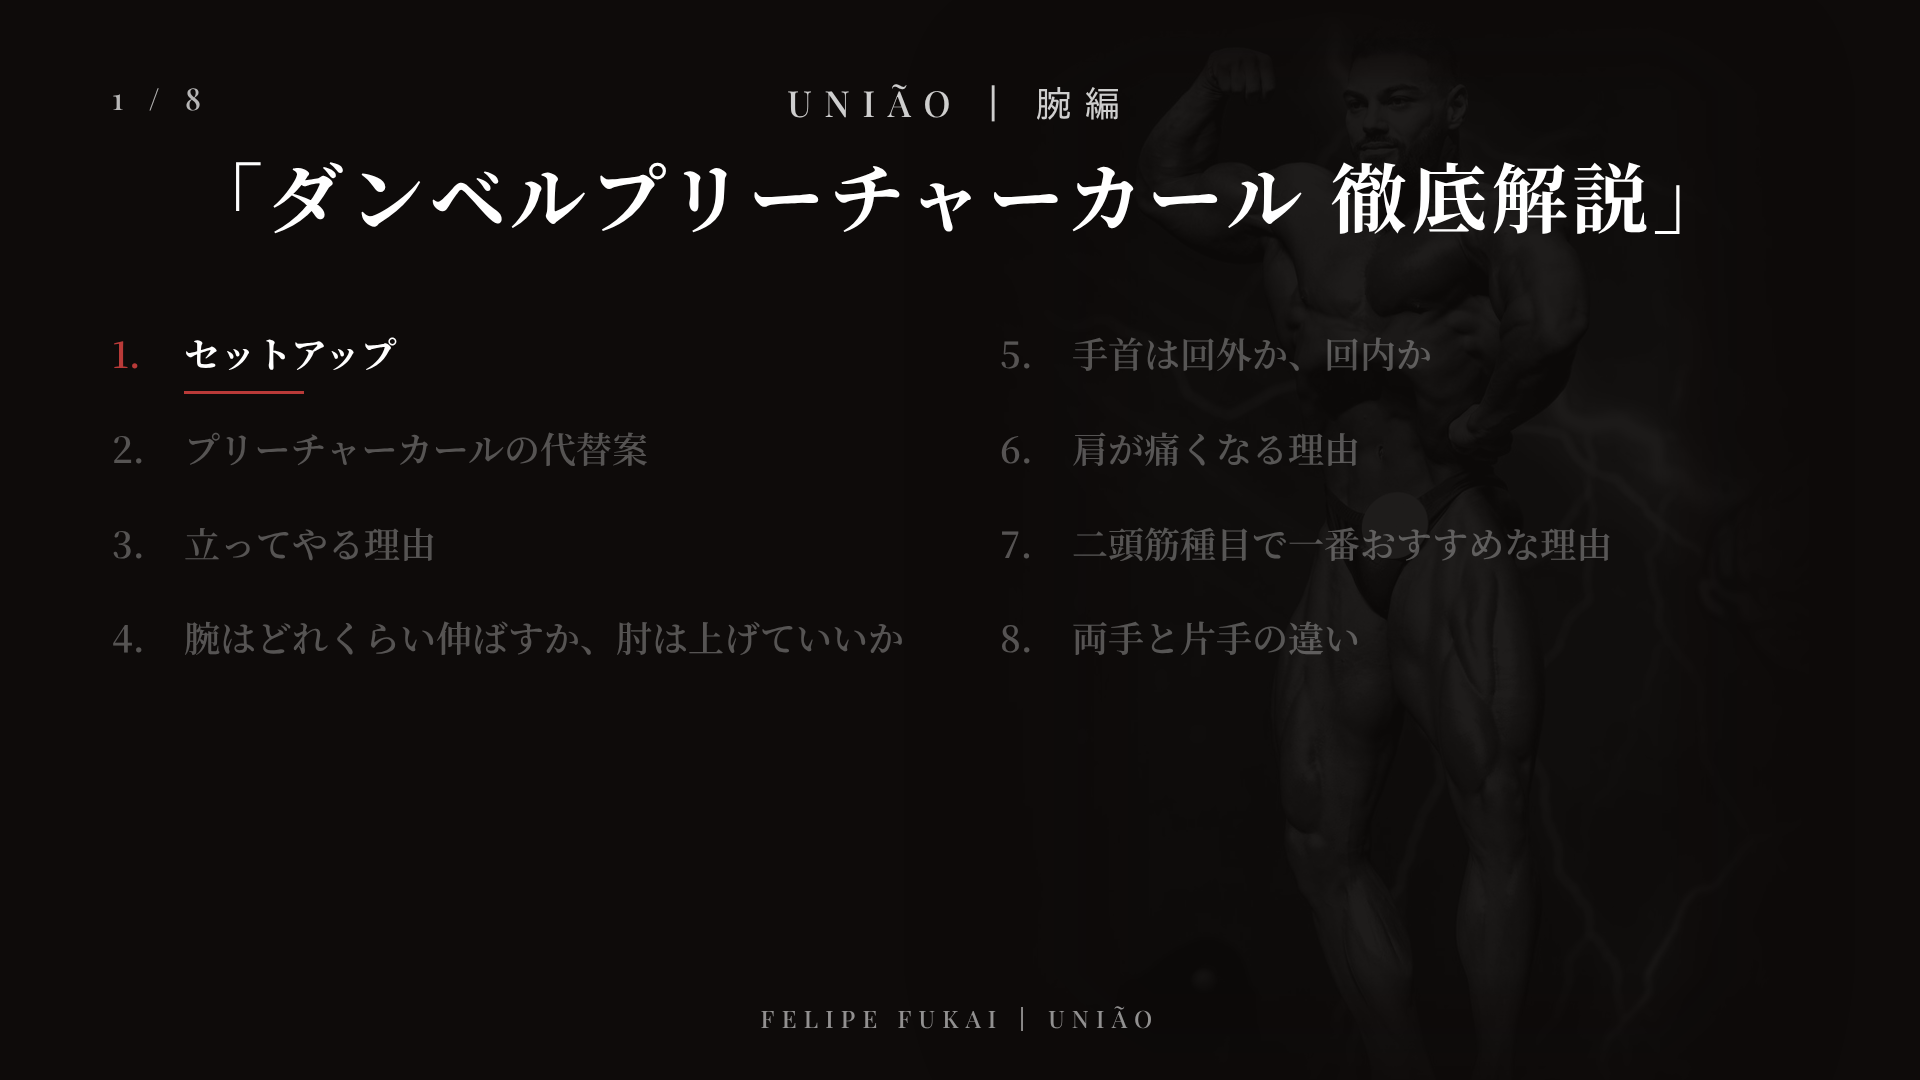 1 / 8
UNIÃO | 腕編
「ダンベルプリーチャーカール 徹底解説」
1. セットアップ
2. プリーチャーカールの代替案
3. 立ってやる理由
4. 腕はどれくらい伸ばすか、肘は上げていいか
5. 手首は回外か、回内か
6. 肩が痛くなる理由
7. 二頭筋種目で一番おすすめな理由
8. 両手と片手の違い
FELIPE FUKAI | UNIÃO